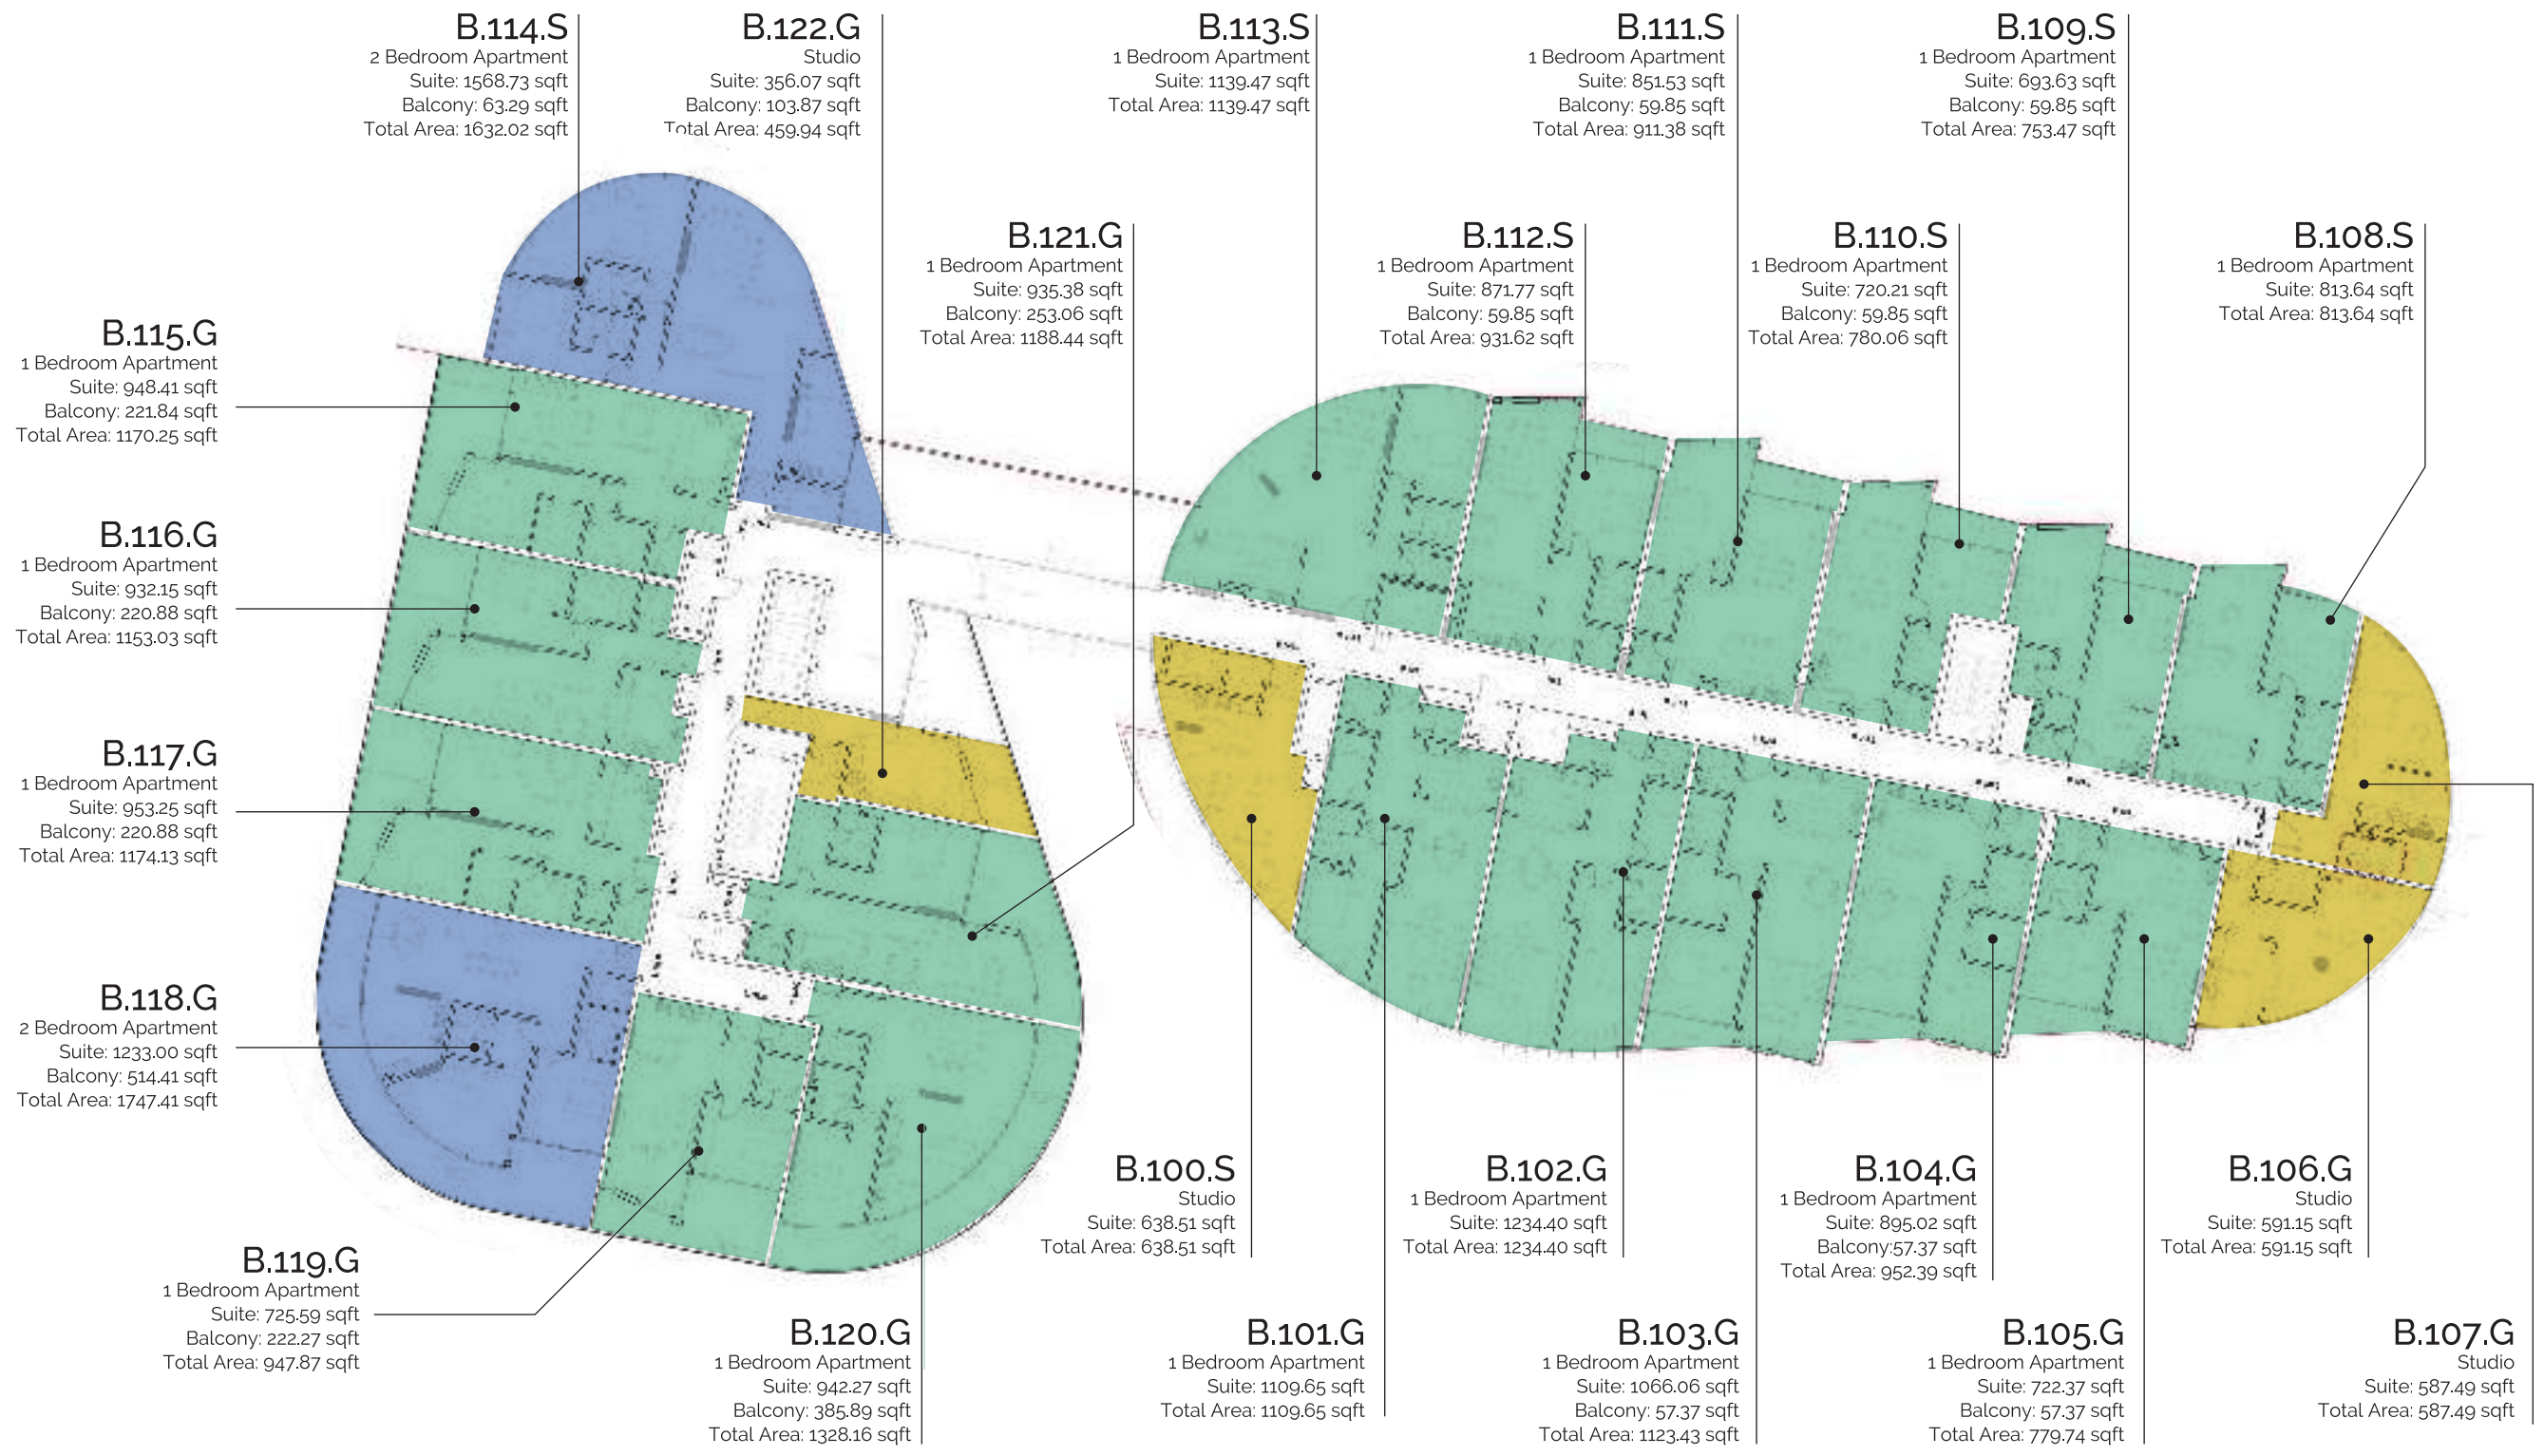 B.114.S
2 Bedroom Apartment
Suite: 1568.73 sqft
Balcony: 63.29 sqft
Total Area: 1632.02 sqft
B.122.G
Studio
Suite: 356.07 sqft
Balcony: 103.87 sqft
Total Area: 459.94 sqft
B.113.S
1 Bedroom Apartment
Suite: 1139.47 sqft
Total Area: 1139.47 sqft
B.111.S
1 Bedroom Apartment
Suite: 851.53 sqft
Balcony: 59.85 sqft
Total Area: 911.38 sqft
B.109.S
1 Bedroom Apartment
Suite: 693.63 sqft
Balcony: 59.85 sqft
Total Area: 753.47 sqft
B.121.G
1 Bedroom Apartment
Suite: 935.38 sqft
Balcony: 253.06 sqft
Total Area: 1188.44 sqft
B.112.S
1 Bedroom Apartment
Suite: 871.77 sqft
Balcony: 59.85 sqft
Total Area: 931.62 sqft
B.110.S
1 Bedroom Apartment
Suite: 720.21 sqft
Balcony: 59.85 sqft
Total Area: 780.06 sqft
B.108.S
1 Bedroom Apartment
Suite: 813.64 sqft
Total Area: 813.64 sqft
B.115.G
1 Bedroom Apartment
Suite: 948.41 sqft
Balcony: 221.84 sqft
Total Area: 1170.25 sqft
B.116.G
1 Bedroom Apartment
Suite: 932.15 sqft
Balcony: 220.88 sqft
Total Area: 1153.03 sqft
B.117.G
1 Bedroom Apartment
Suite: 953.25 sqft
Balcony: 220.88 sqft
Total Area: 1174.13 sqft
B.118.G
2 Bedroom Apartment
Suite: 1233.00 sqft
Balcony: 514.41 sqft
Total Area: 1747.41 sqft
B.119.G
1 Bedroom Apartment
Suite: 725.59 sqft
Balcony: 222.27 sqft
Total Area: 947.87 sqft
B.120.G
1 Bedroom Apartment
Suite: 942.27 sqft
Balcony: 385.89 sqft
Total Area: 1328.16 sqft
B.100.S
Studio
Suite: 638.51 sqft
Total Area: 638.51 sqft
B.102.G
1 Bedroom Apartment
Suite: 1234.40 sqft
Total Area: 1234.40 sqft
B.104.G
1 Bedroom Apartment
Suite: 895.02 sqft
Balcony:57.37 sqft
Total Area: 952.39 sqft
B.106.G
Studio
Suite: 591.15 sqft
Total Area: 591.15 sqft
B.101.G
1 Bedroom Apartment
Suite: 1109.65 sqft
Total Area: 1109.65 sqft
B.103.G
1 Bedroom Apartment
Suite: 1066.06 sqft
Balcony: 57.37 sqft
Total Area: 1123.43 sqft
B.105.G
1 Bedroom Apartment
Suite: 722.37 sqft
Balcony: 57.37 sqft
Total Area: 779.74 sqft
B.107.G
Studio
Suite: 587.49 sqft
Total Area: 587.49 sqft